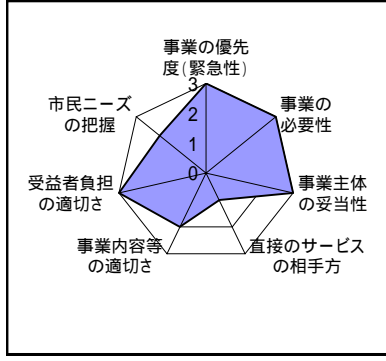 事業の優先
度(緊急性)
事業の
必要性
事業主体
の妥当性
直接のサービス
の相手方
事業内容等
の適切さ
受益者負担
の適切さ
市民ニーズ
の把握
3
2
1
0